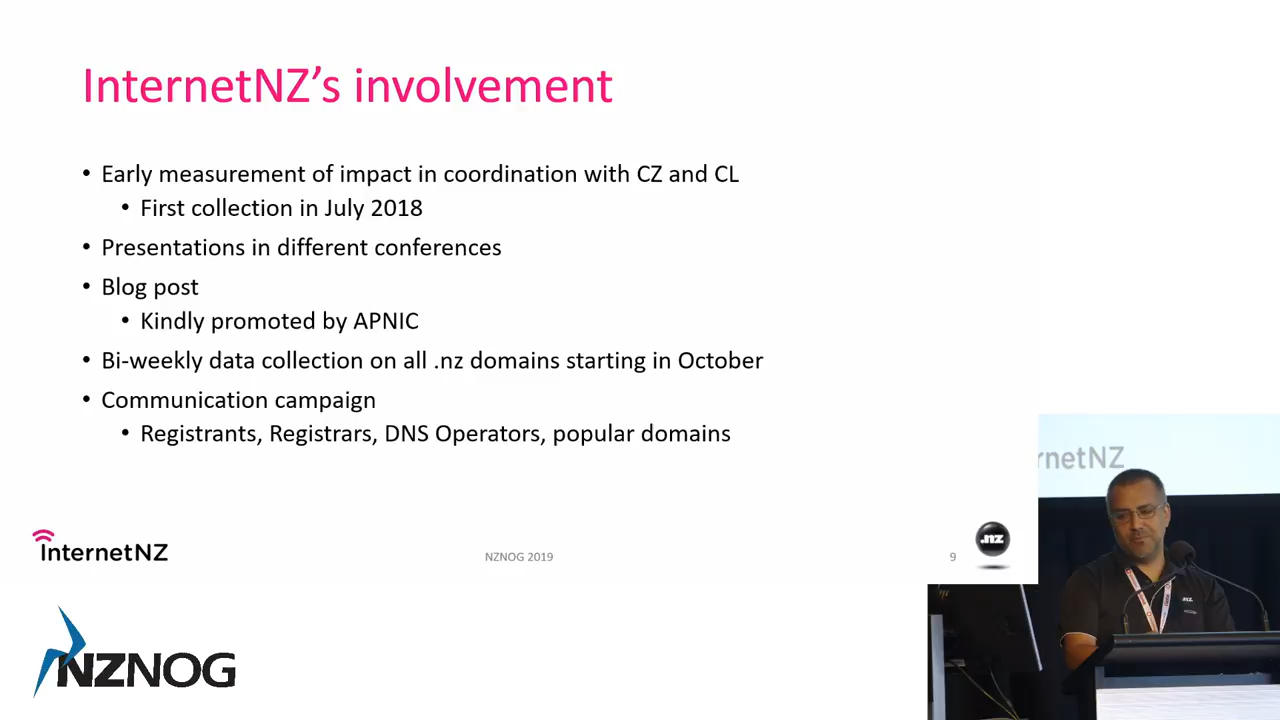 InternetNZ's involvement
• Early measurement of impact in coordination with CZ and CL
• First collection in July 2018
• Presentations in different conferences
• Blog post
• Kindly promoted by APNIC
• Bi-weekly data collection on all .nz domains starting in October
• Communication campaign
• Registrants, Registrars, DNS Operators, popular domains
InternetNZ
NZNOG 2019
9
.nz
rnetNZ
NZNOG